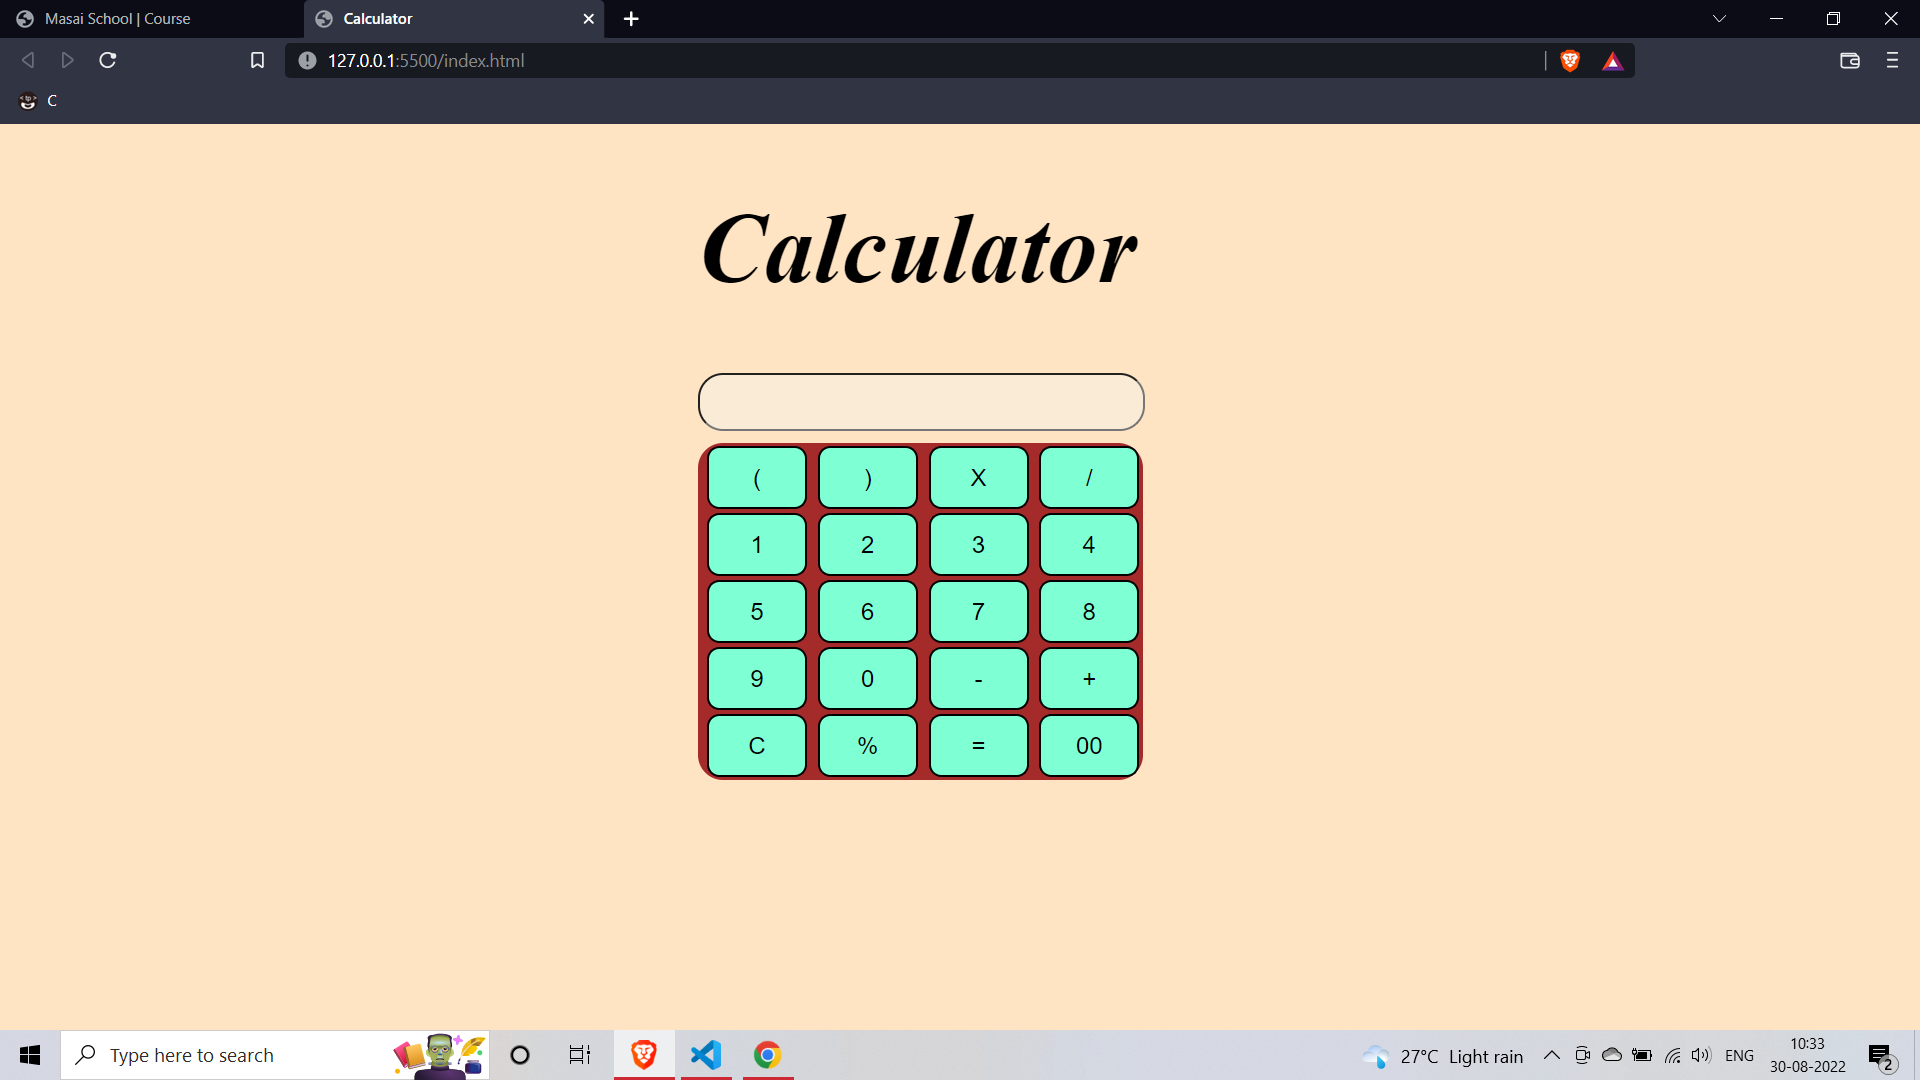 Masai School | Course
Calculator
127.0.0.1:5500/index.html
C
Calculator
( ) X /
1 2 3 4
5 6 7 8
9 0 - +
C % = 00
Type here to search
27°C Light rain
ENG
10:33
30-08-2022
2